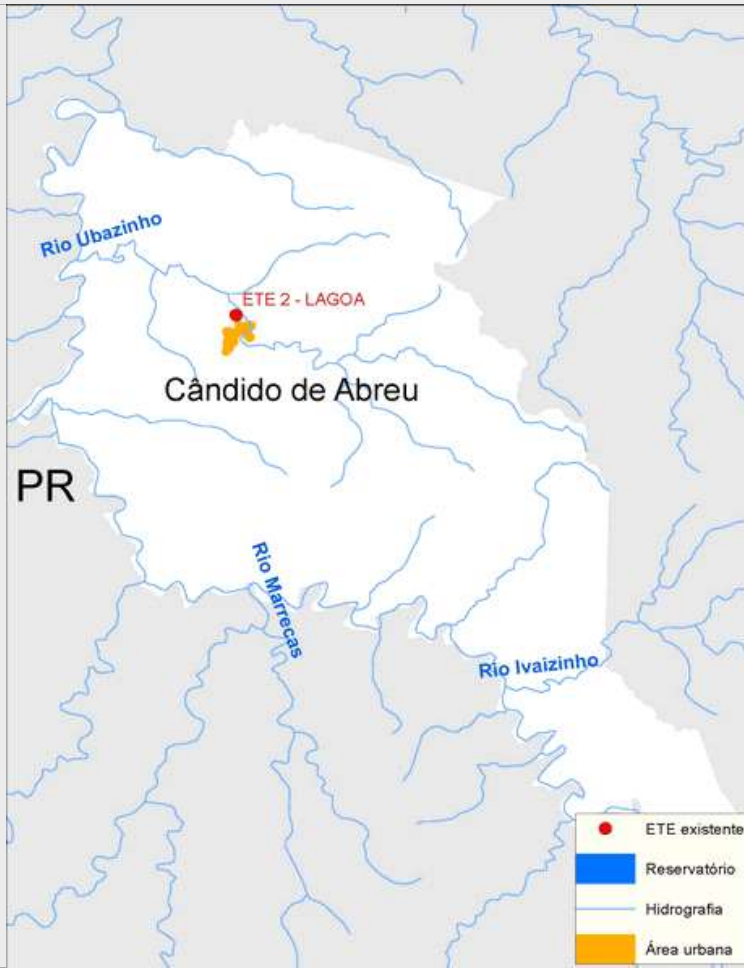 Rio Ubazinho
ETE 2 - LAGOA
Cândido de Abreu
PR
Rio Marrecas
Rio Ivaizinho
ETE existente
Reservatório
Hidrografia
Área urbana